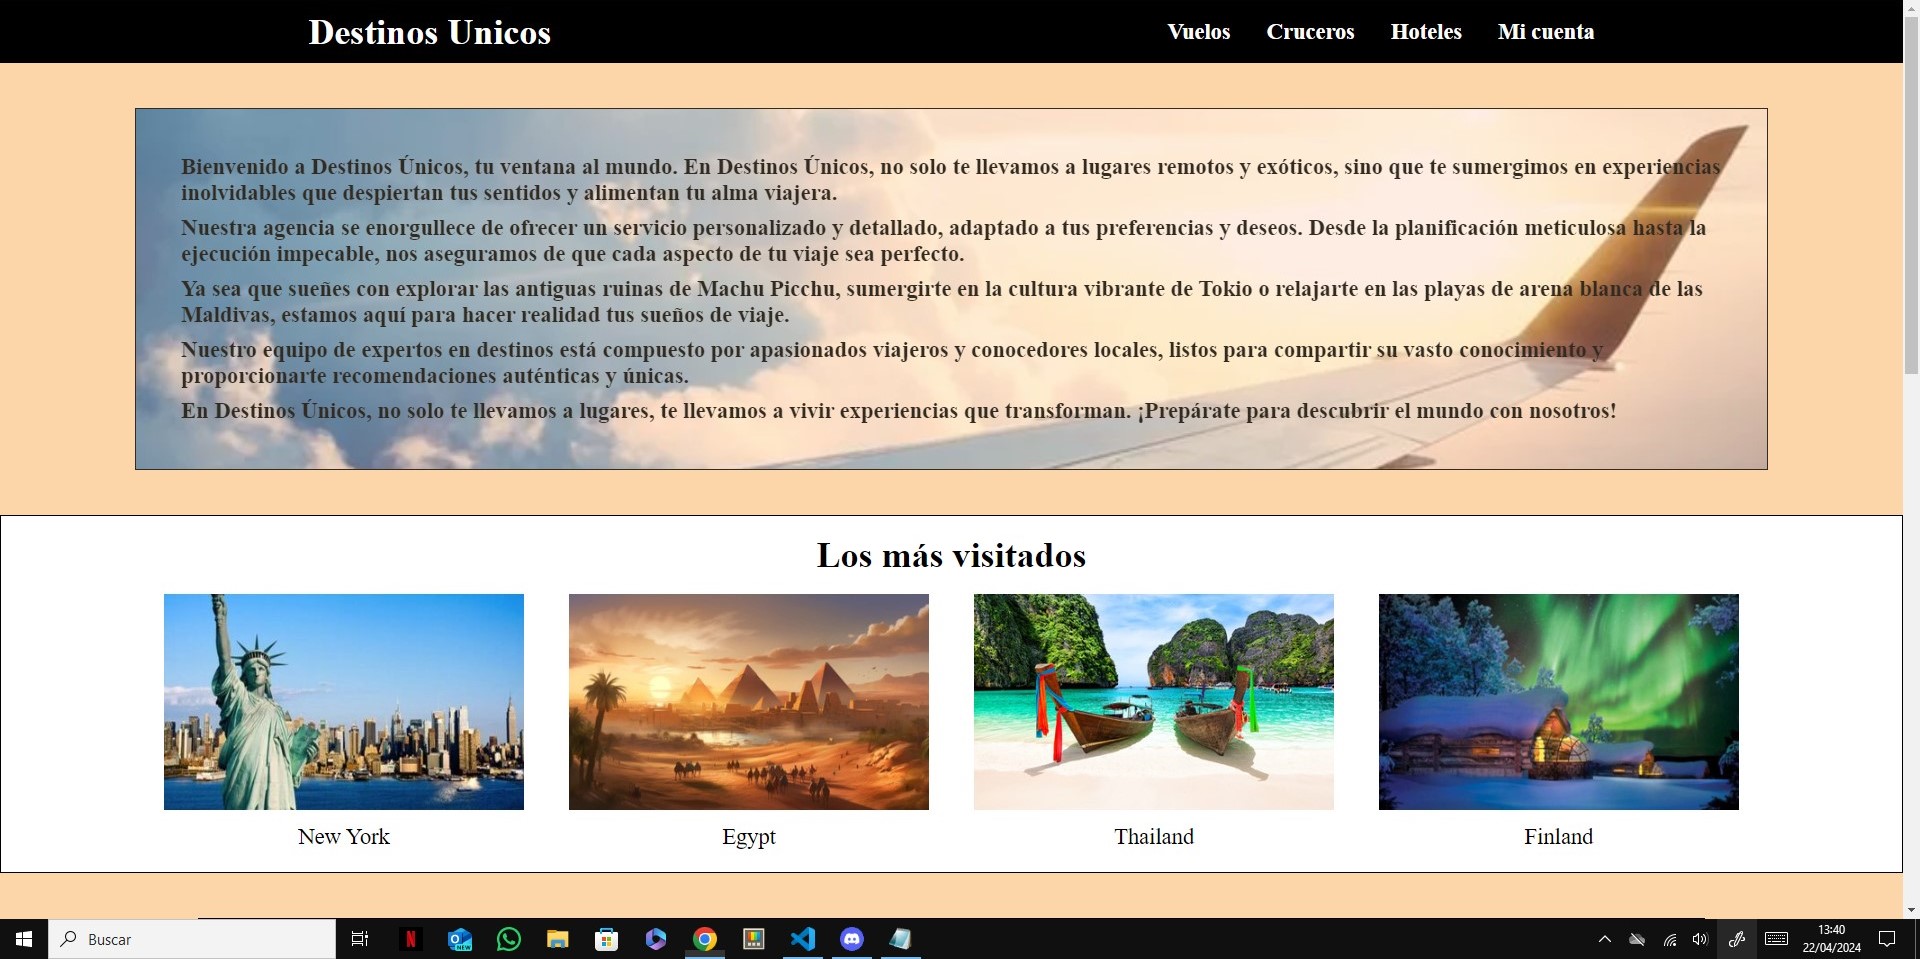 Destinos Unicos
Vuelos Cruceros Hoteles Mi cuenta
Bienvenido a Destinos Únicos, tu ventana al mundo. En Destinos Únicos, no solo te llevamos a lugares remotos y exóticos, sino que te sumergimos en experiencias
inolvidables que despiertan tus sentidos y alimentan tu alma viajera.
Nuestra agencia se enorgullece de ofrecer un servicio personalizado y detallado, adaptado a tus preferencias y deseos. Desde la planificación meticulosa hasta la
ejecución impecable, nos aseguramos de que cada aspecto de tu viaje sea perfecto.
Ya sea que sueñes con explorar las antiguas ruinas de Machu Picchu, sumergirte en la cultura vibrante de Tokio o relajarte en las playas de arena blanca de las
Maldivas, estamos aquí para hacer realidad tus sueños de viaje.
Nuestro equipo de expertos en destinos está compuesto por apasionados viajeros y conocedores locales, listos para compartir su vasto conocimiento y
proporcionarte recomendaciones auténticas y únicas.
En Destinos Únicos, no solo te llevamos a lugares, te llevamos a vivir experiencias que transforman. ¡Prepárate para descubrir el mundo con nosotros!
Los más visitados
New York
Egypt
Thailand
Finland
Buscar
N
NEW
13:40
22/04/2024